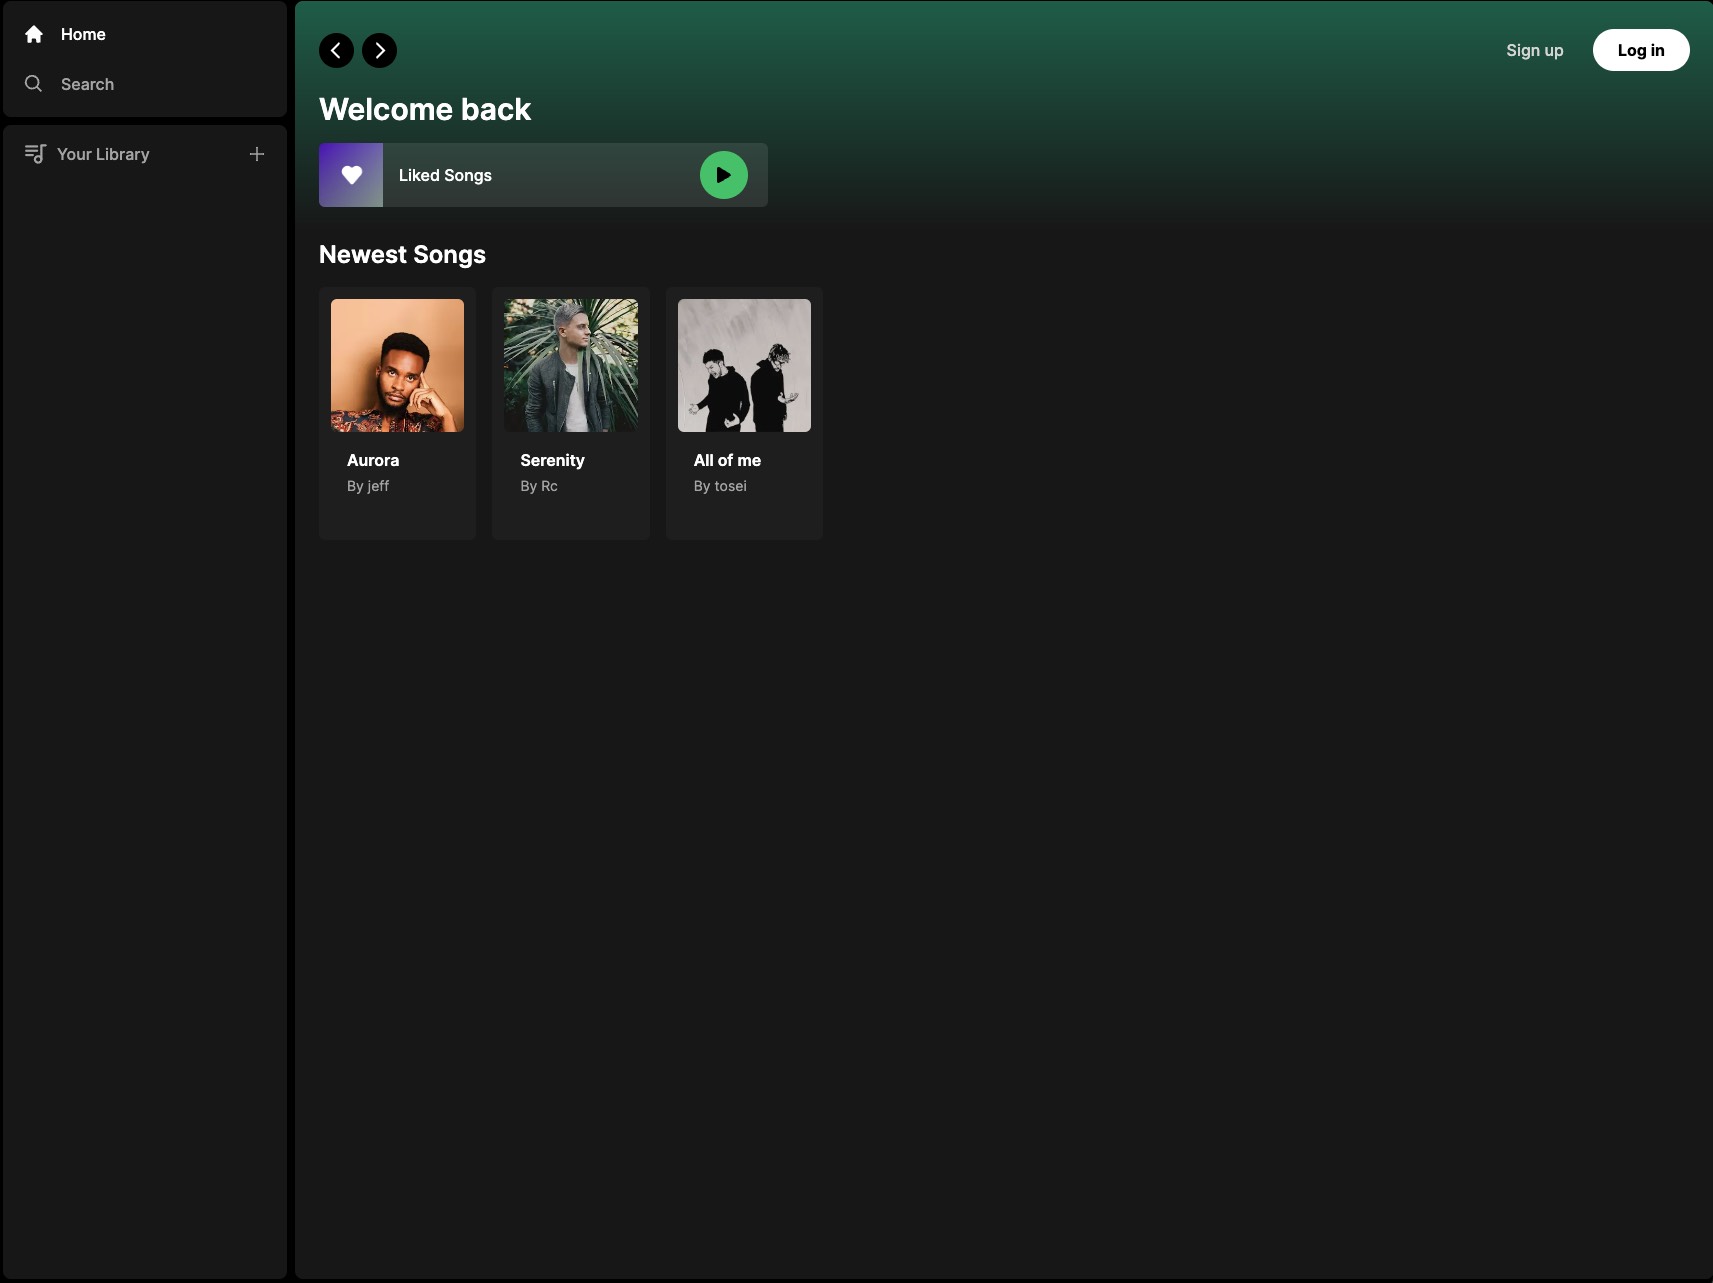 Home
Search
Your Library
Sign up
Log in
Welcome back
Liked Songs
Newest Songs
Aurora
By jeff
Serenity
By Rc
All of me
By tosei